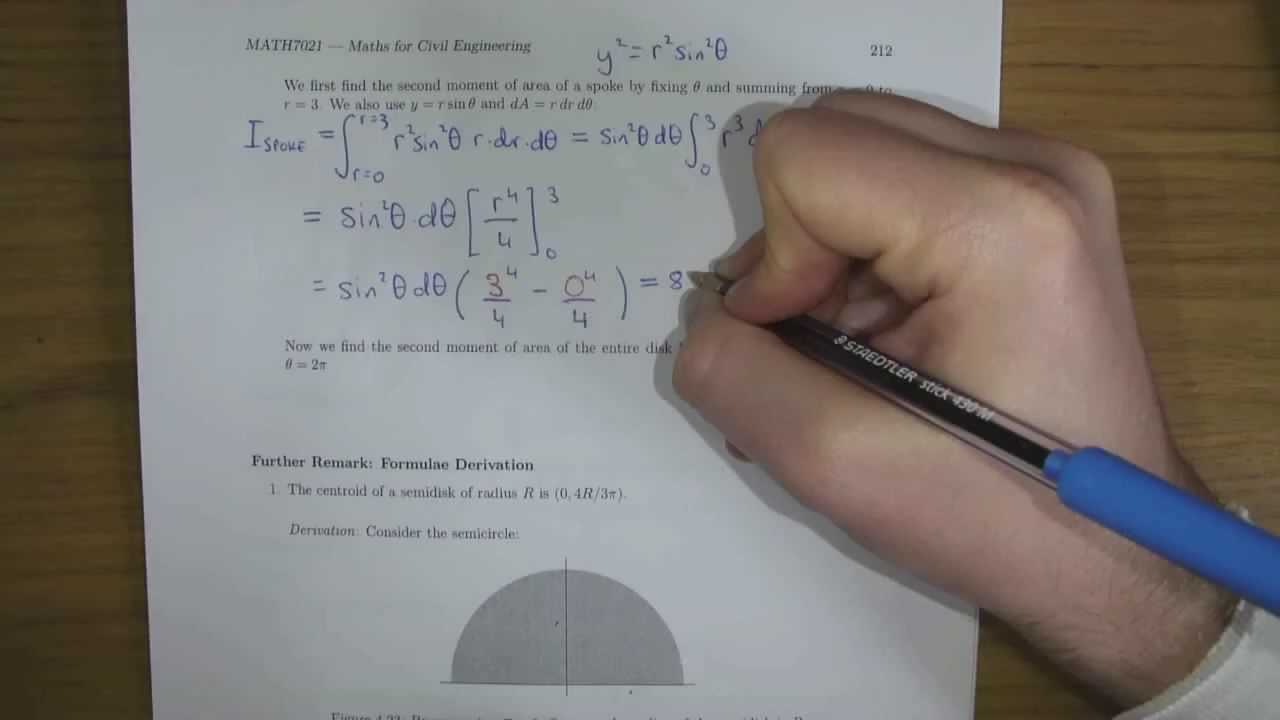 MATH7021 — Maths for Civil Engineering y² = r² sin²θ 212
We first find the second moment of area of a spoke by fixing θ and summing from
r = 3. We also use y = r sin θ and dA = r dr dθ
I_SPOKE = ∫_{r=0}^{r=3} r² sin²θ r·dr·dθ = sin²θ dθ ∫_0^3 r³ d
= sin²θ·dθ [r⁴/4]_0^3
= sin²θ dθ (3⁴/4 − 0⁴/4) = 8
Now we find the second moment of area of the entire disk
θ = 2π
Further Remark: Formulae Derivation
1. The centroid of a semidisk of radius R is (0, 4R/3π).
Derivation: Consider the semicircle:
STAEDTLER stick 430 M